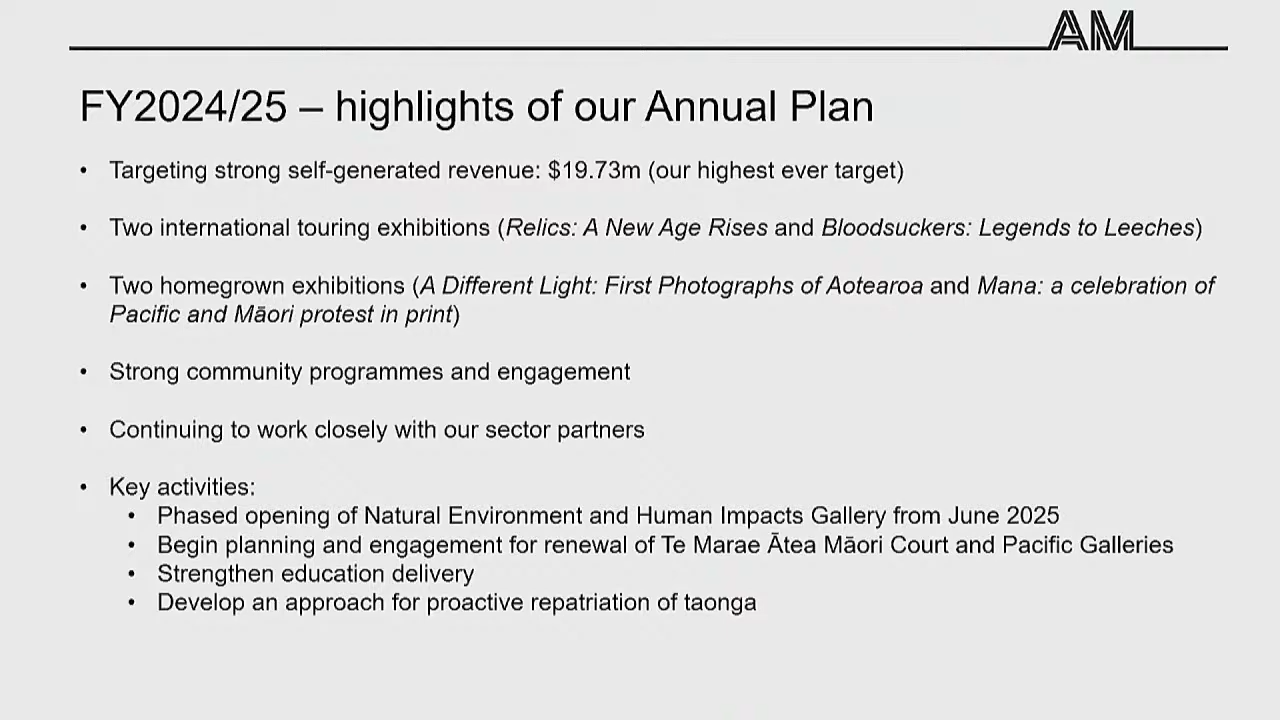 AM
FY2024/25 – highlights of our Annual Plan
• Targeting strong self-generated revenue: $19.73m (our highest ever target)
• Two international touring exhibitions (Relics: A New Age Rises and Bloodsuckers: Legends to Leeches)
• Two homegrown exhibitions (A Different Light: First Photographs of Aotearoa and Mana: a celebration of
Pacific and Māori protest in print)
• Strong community programmes and engagement
• Continuing to work closely with our sector partners
• Key activities:
• Phased opening of Natural Environment and Human Impacts Gallery from June 2025
• Begin planning and engagement for renewal of Te Marae Ātea Māori Court and Pacific Galleries
• Strengthen education delivery
• Develop an approach for proactive repatriation of taonga